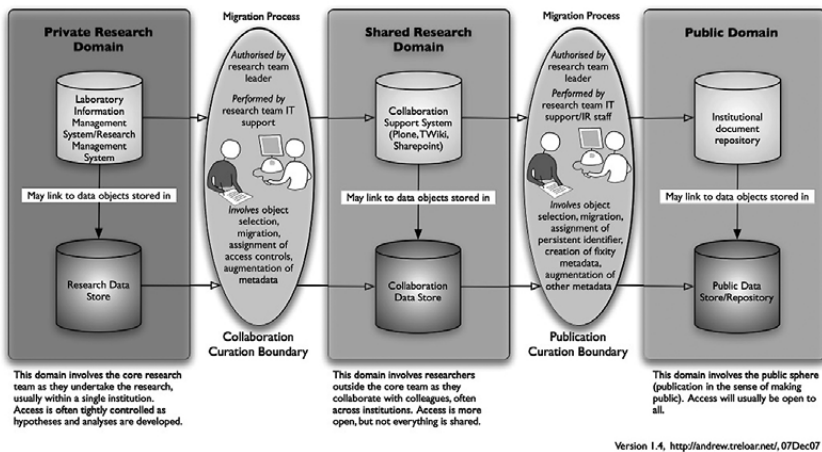 Private Research
Domain
Laboratory
Information
Management
System/Research
Management
System
May link to data objects stored in
Research Data
Store
This domain involves the core research
team as they undertake the research,
usually within a single institution.
Access is often tightly controlled as
hypotheses and analyses are developed.
Migration Process
Authorised by
research team
leader
Performed by
research team IT
support
Involves object
selection,
migration,
assignment of
access controls,
augmentation of
metadata
Collaboration
Curation Boundary
Shared Research
Domain
Collaboration
Support System
(Plone, TWiki,
Sharepoint)
May link to data objects stored in
Collaboration
Data Store
This domain involves researchers
outside the core team as they
collaborate with colleagues, often
across institutions. Access is more
open, but not everything is shared.
Migration Process
Authorised by
research team
leader
Performed by
research team IT
support/IR staff
Involves object
selection, migration,
assignment of
persistent identifier,
creation of fixity
metadata,
augmentation of
other metadata
Publication
Curation Boundary
Public Domain
Institutional
document
repository
May link to data objects stored in
Public Data
Store/Repository
This domain involves the public sphere
(publication in the sense of making
public). Access will usually be open to
all.
Version 1.4, http://andrew.treloar.net/, 07Dec07